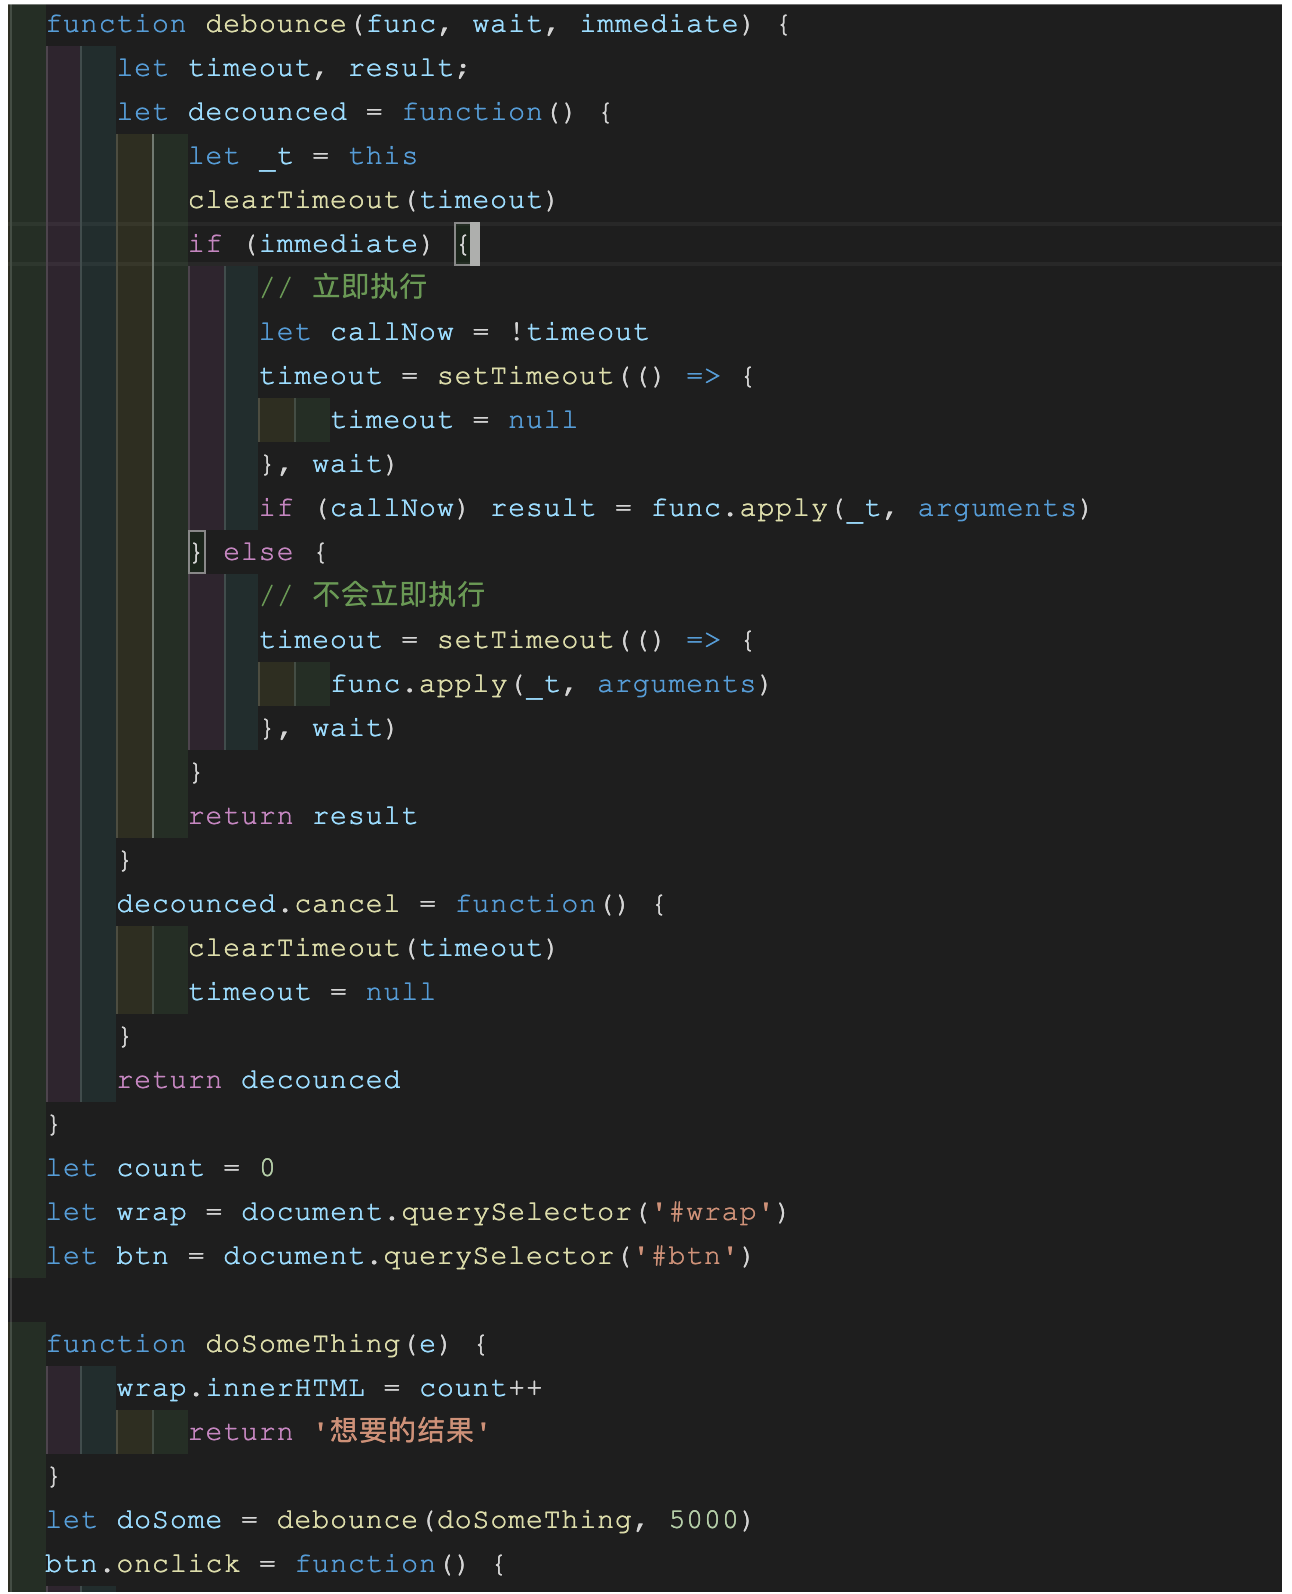 function debounce(func, wait, immediate) {
let timeout, result;
let decounced = function() {
let _t = this
clearTimeout(timeout)
if (immediate) {
// 立即执行
let callNow = !timeout
timeout = setTimeout(() => {
timeout = null
}, wait)
if (callNow) result = func.apply(_t, arguments)
} else {
// 不会立即执行
timeout = setTimeout(() => {
func.apply(_t, arguments)
}, wait)
}
return result
}
decounced.cancel = function() {
clearTimeout(timeout)
timeout = null
}
return decounced
}
let count = 0
let wrap = document.querySelector('#wrap')
let btn = document.querySelector('#btn')
function doSomeThing(e) {
wrap.innerHTML = count++
return '想要的结果'
}
let doSome = debounce(doSomeThing, 5000)
btn.onclick = function() {